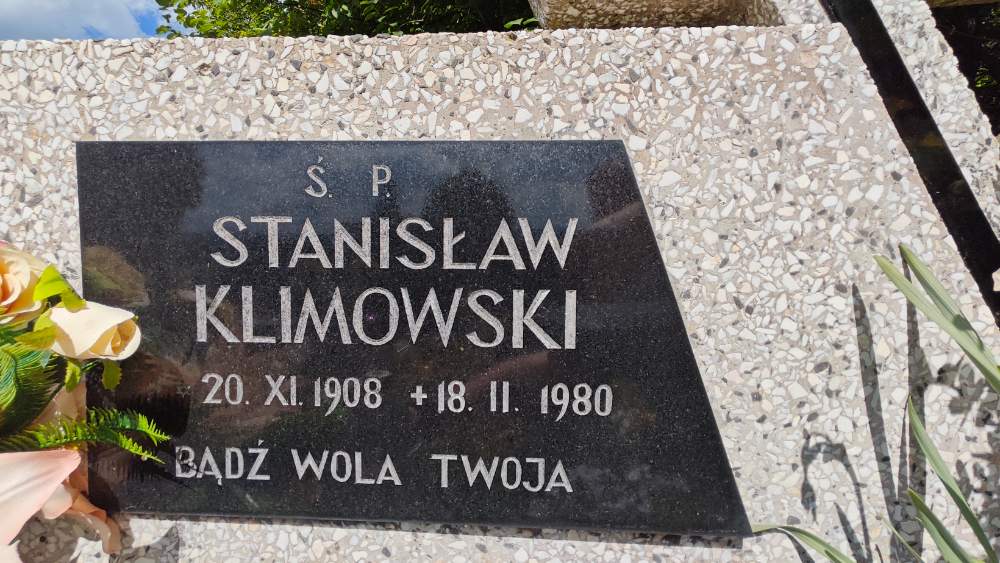 Ś. P.
STANISŁAW
KLIMOWSKI
20. XI. 1908 + 18. II. 1980
BĄDŹ WOLA TWOJA